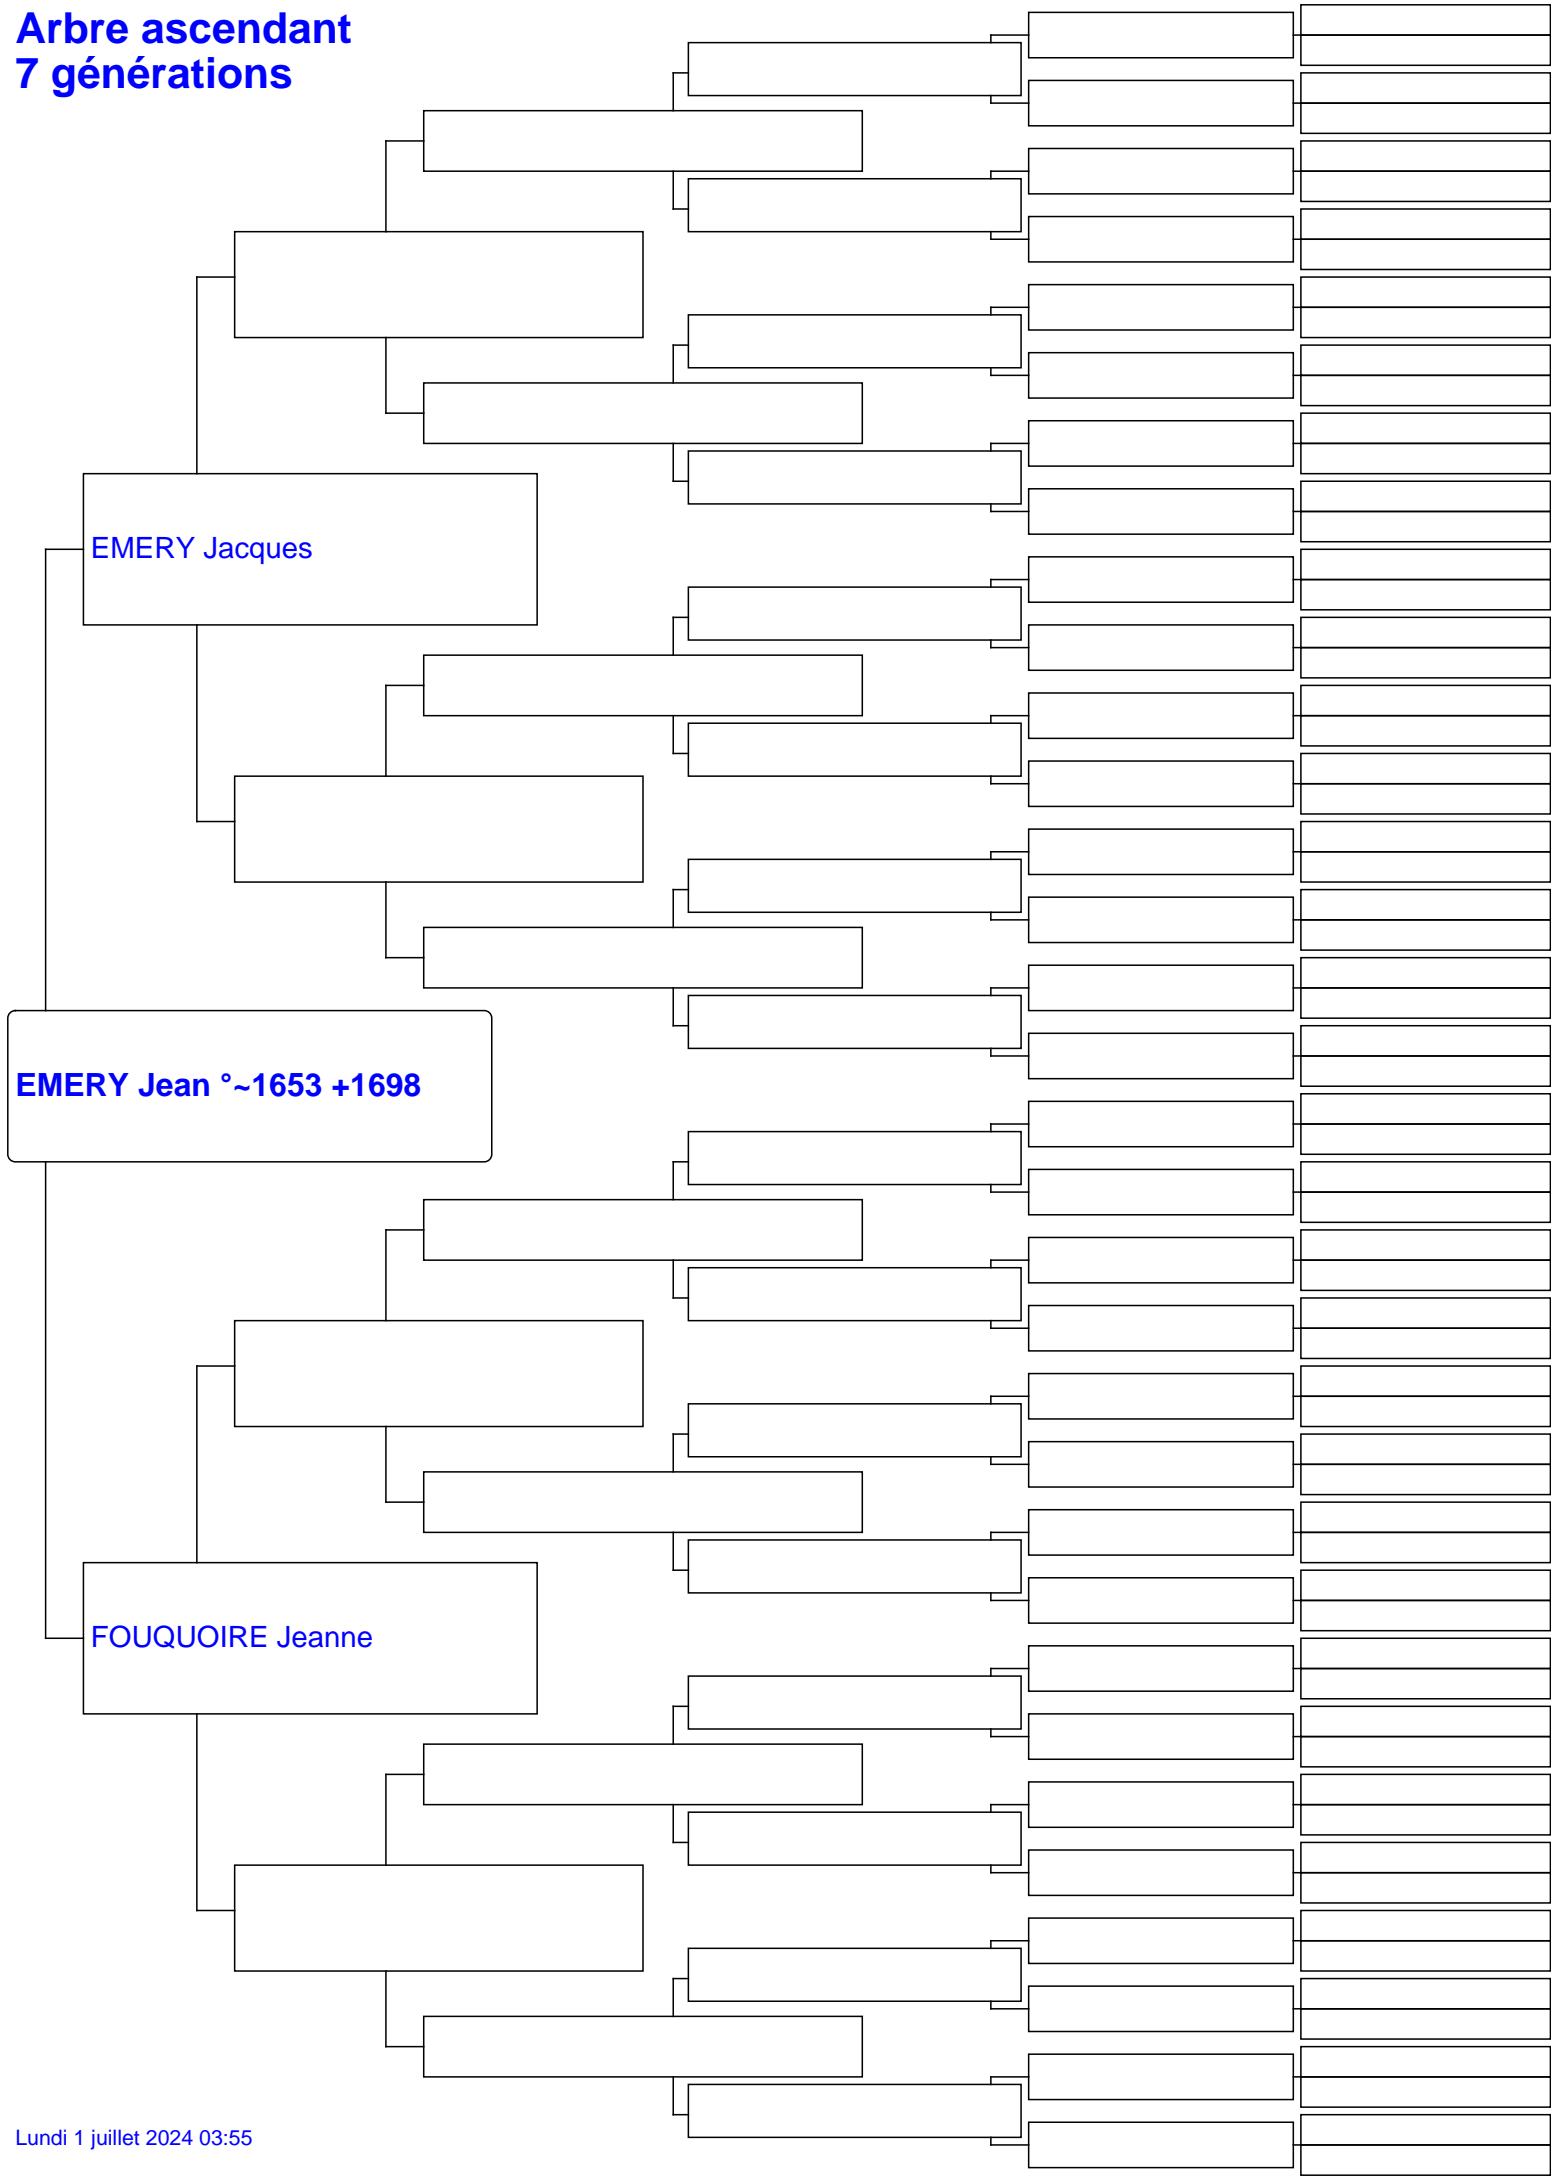 Arbre ascendant
7 générations
EMERY Jacques
EMERY Jean °~1653 +1698
FOUQUOIRE Jeanne
Lundi 1 juillet 2024 03:55